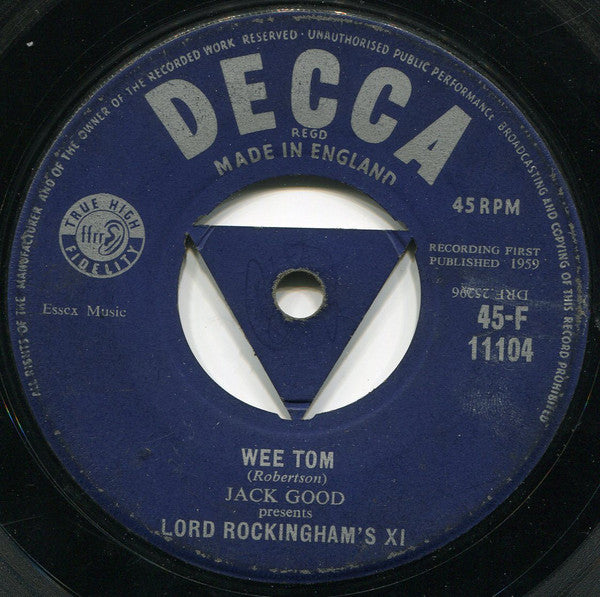 ALL RIGHTS OF THE MANUFACTURER AND OF THE OWNER OF THE RECORDED WORK RESERVED · UNAUTHORISED PUBLIC PERFORMANCE BROADCASTING AND COPYING OF THIS RECORD PROHIBITED
DECCA
REGD
MADE IN ENGLAND
TRUE HIGH
ffrr
FIDELITY
45 RPM
RECORDING FIRST
PUBLISHED 1959
DRF.25296
Essex Music
45-F
11104
WEE TOM
(Robertson)
JACK GOOD
presents
LORD ROCKINGHAM'S XI